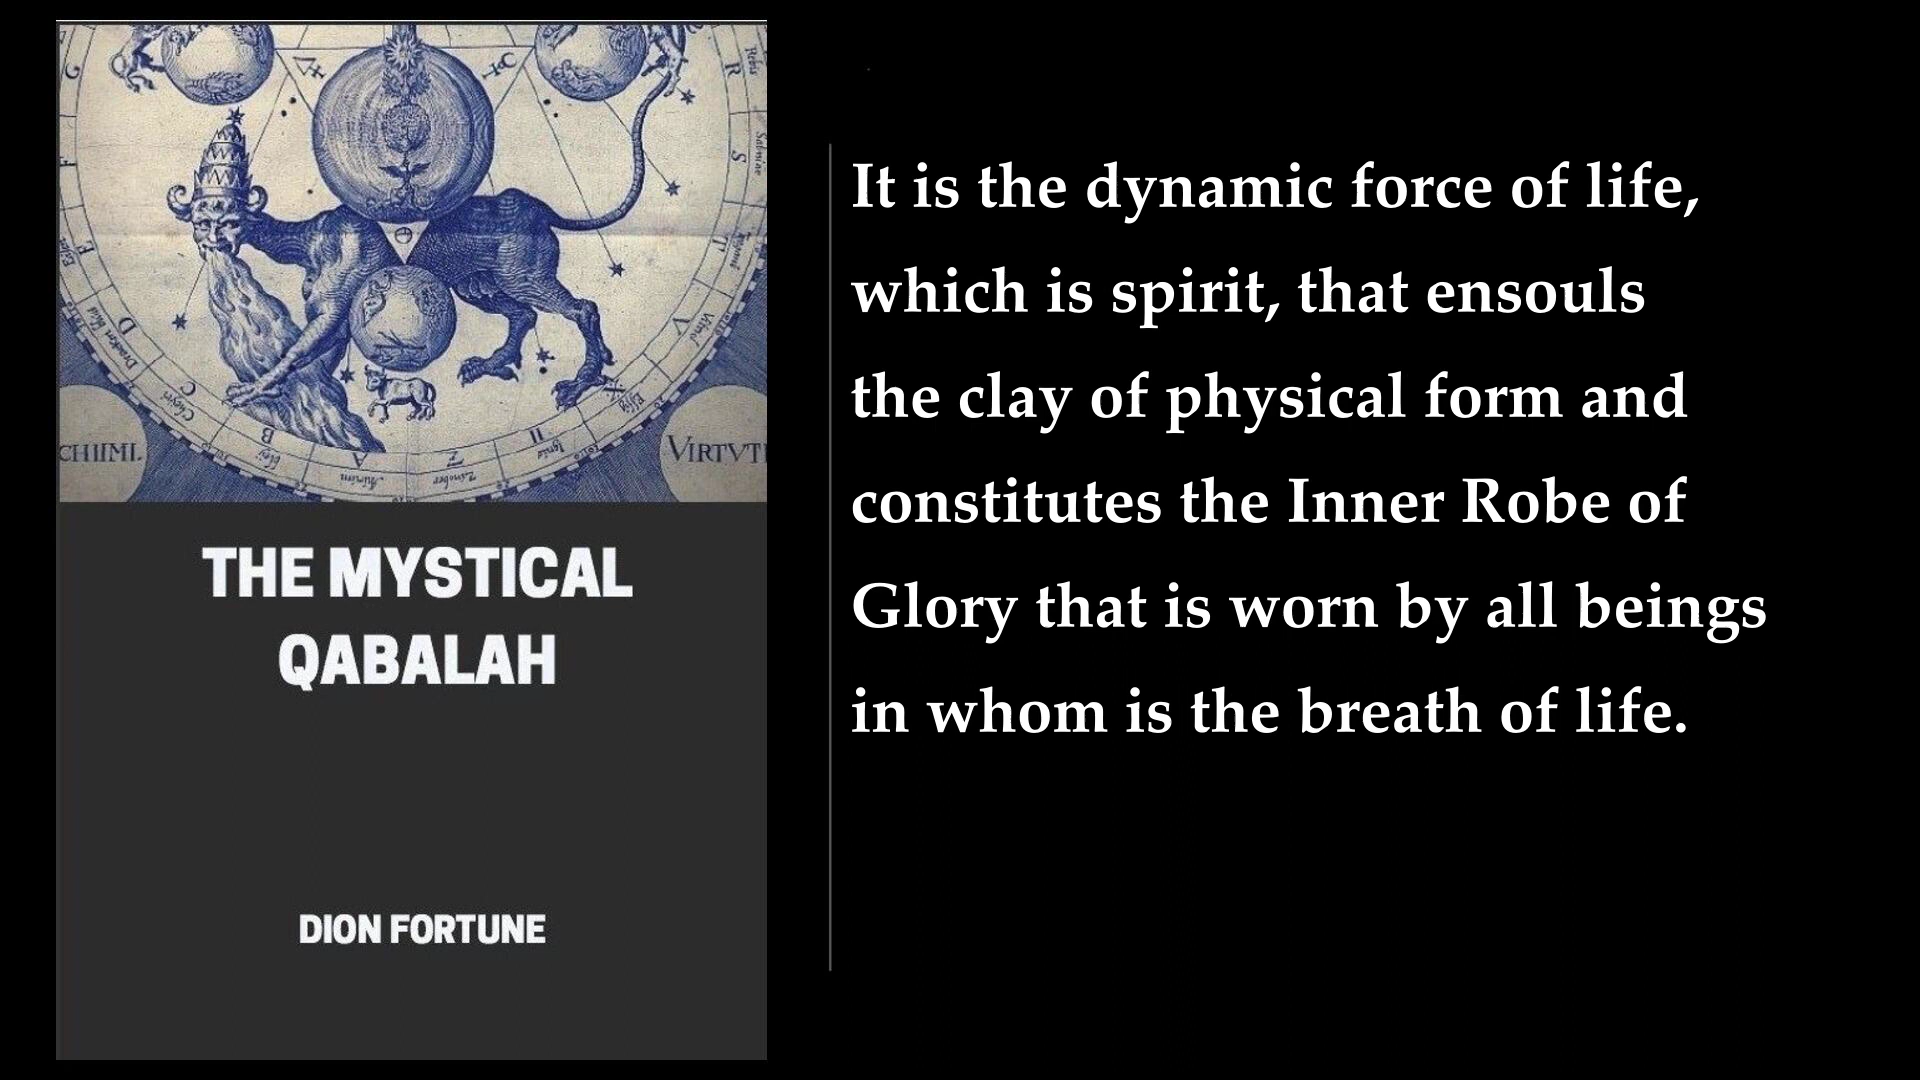 THE MYSTICAL
QABALAH
DION FORTUNE
CHIIMI.
VIRTVTI
It is the dynamic force of life,
which is spirit, that ensouls
the clay of physical form and
constitutes the Inner Robe of
Glory that is worn by all beings
in whom is the breath of life.